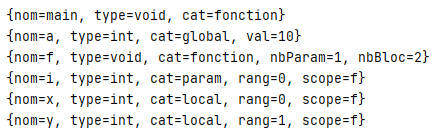 {nom=main, type=void, cat=fonction}
{nom=a, type=int, cat=global, val=10}
{nom=f, type=void, cat=fonction, nbParam=1, nbBloc=2}
{nom=i, type=int, cat=param, rang=0, scope=f}
{nom=x, type=int, cat=local, rang=0, scope=f}
{nom=y, type=int, cat=local, rang=1, scope=f}